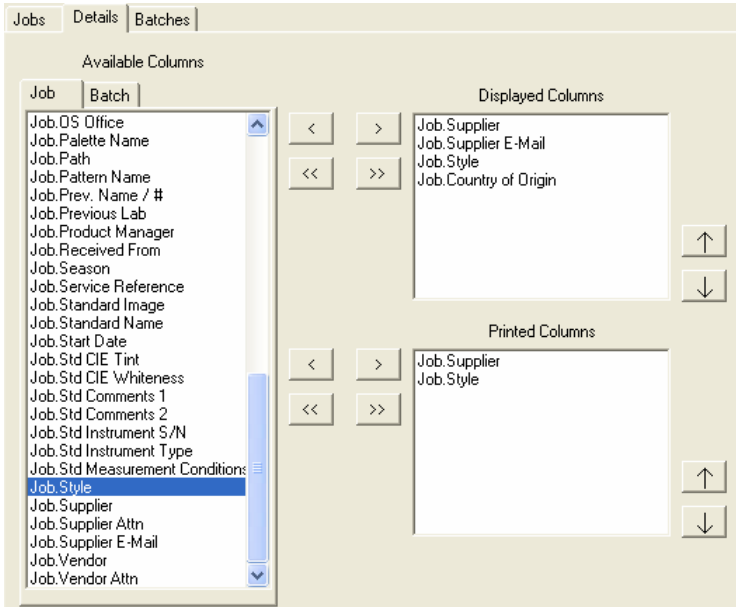 Jobs Details Batches
Available Columns
Job Batch
Job.OS Office
Job.Palette Name
Job.Path
Job.Pattern Name
Job.Prev. Name / #
Job.Previous Lab
Job.Product Manager
Job.Received From
Job.Season
Job.Service Reference
Job.Standard Image
Job.Standard Name
Job.Start Date
Job.Std CIE Tint
Job.Std CIE Whiteness
Job.Std Comments 1
Job.Std Comments 2
Job.Std Instrument S/N
Job.Std Instrument Type
Job.Std Measurement Conditions
Job.Style
Job.Supplier
Job.Supplier Attn
Job.Supplier E-Mail
Job.Vendor
Job.Vendor Attn
< >
<< >>
Displayed Columns
Job.Supplier
Job.Supplier E-Mail
Job.Style
Job.Country of Origin
↑
↓
< >
<< >>
Printed Columns
Job.Supplier
Job.Style
↑
↓